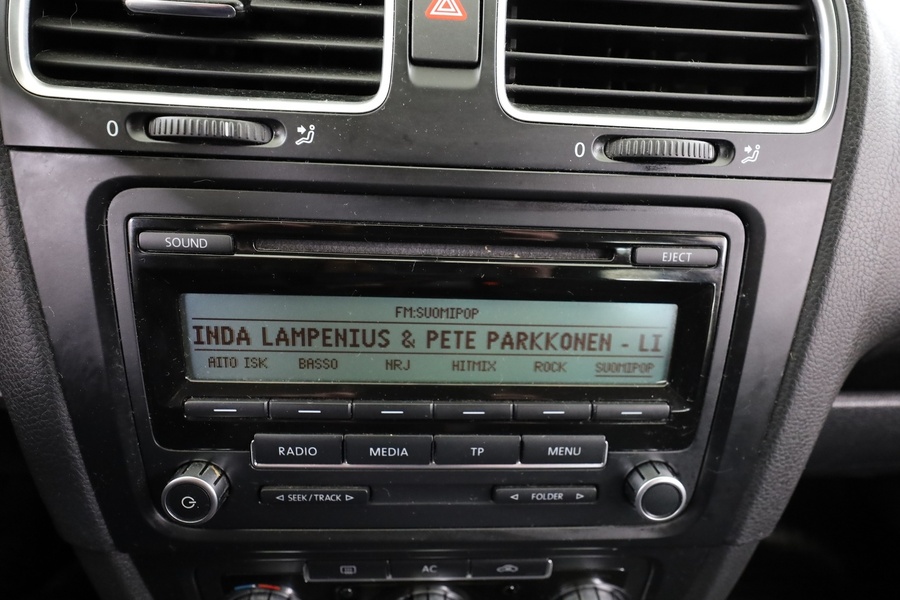 0
0
SOUND
EJECT
FM:SUOMIPOP
INDA LAMPENIUS & PETE PARKKONEN - LI
AITO ISK BASSO NRJ HITMIX ROCK SUOMIPOP
RADIO MEDIA TP MENU
SEEK / TRACK FOLDER
AC